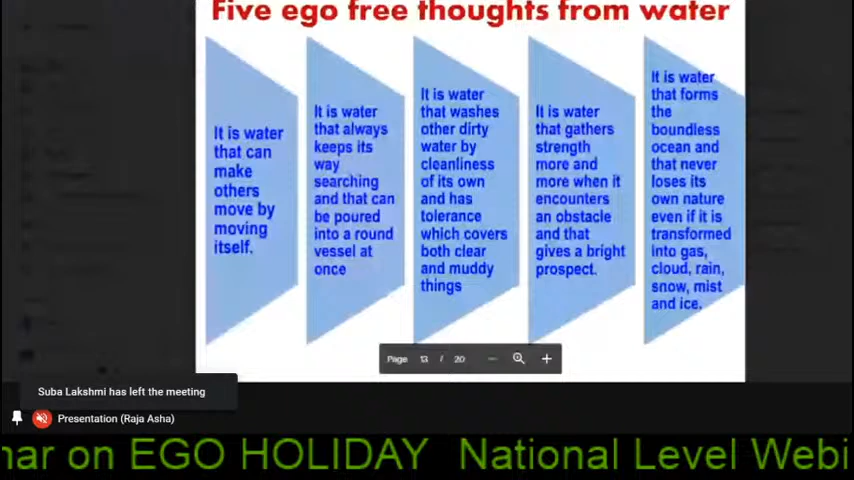 Five ego free thoughts from water
It is water
that can
make
others
move by
moving
itself.
It is water
that always
keeps its
way
searching
and that can
be poured
into a round
vessel at
once
It is water
that washes
other dirty
water by
cleanliness
of its own
and has
tolerance
which covers
both clear
and muddy
things
It is water
that gathers
strength
more and
more when it
encounters
an obstacle
and that
gives a bright
prospect.
It is water
that forms
the
boundless
ocean and
that never
loses its
own nature
even if it is
transformed
into gas,
cloud, rain,
snow, mist
and ice.
Page 13 / 20
Suba Lakshmi has left the meeting
Presentation (Raja Asha)
nar on EGO HOLIDAY National Level Webi